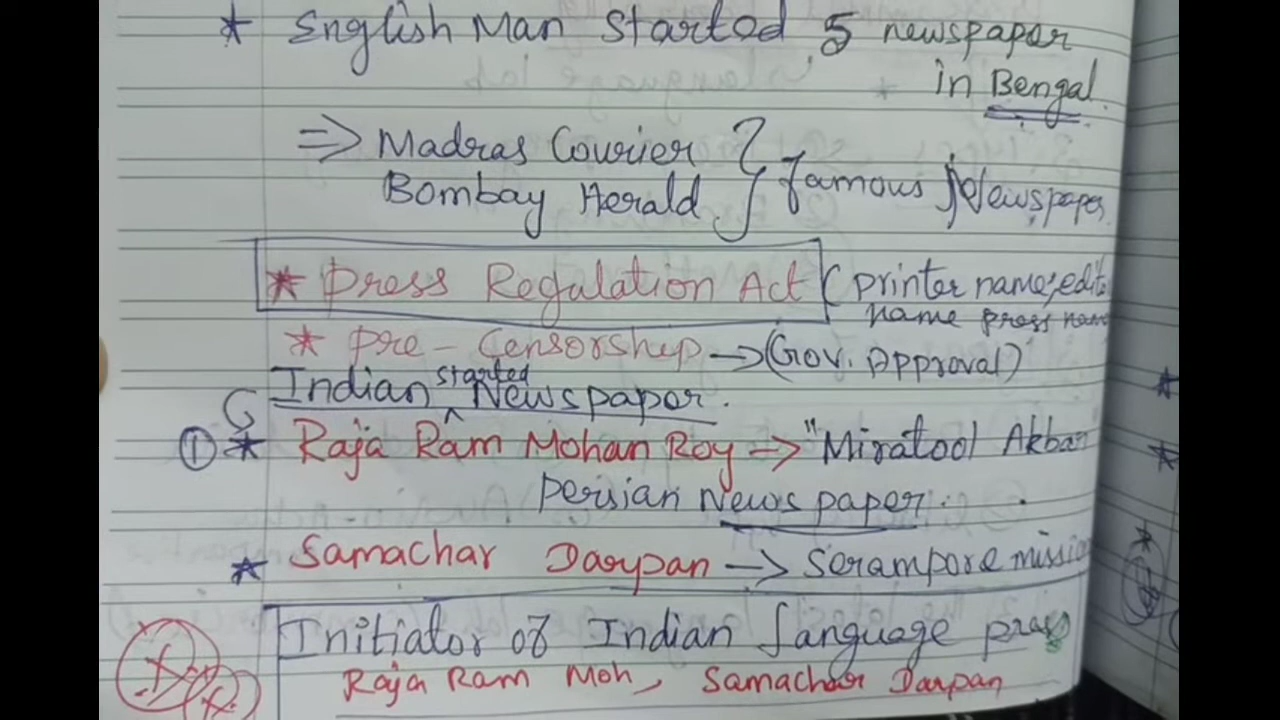 * English Man Started 5 newspaper
in Bengal.
=> Madras Courier } famous Newspaper
Bombay Herald.
* Press Regulation Act (printer name, edito
name press name
* Pre-Censorship -> (Gov. Approval)
Indian started Newspaper.
① * Raja Ram Mohan Roy -> "Miratool Akbar
Persian News paper.
* Samachar Darpan -> Serampore mission
Initiator of Indian language press
Raja Ram Moh, Samachar Darpan